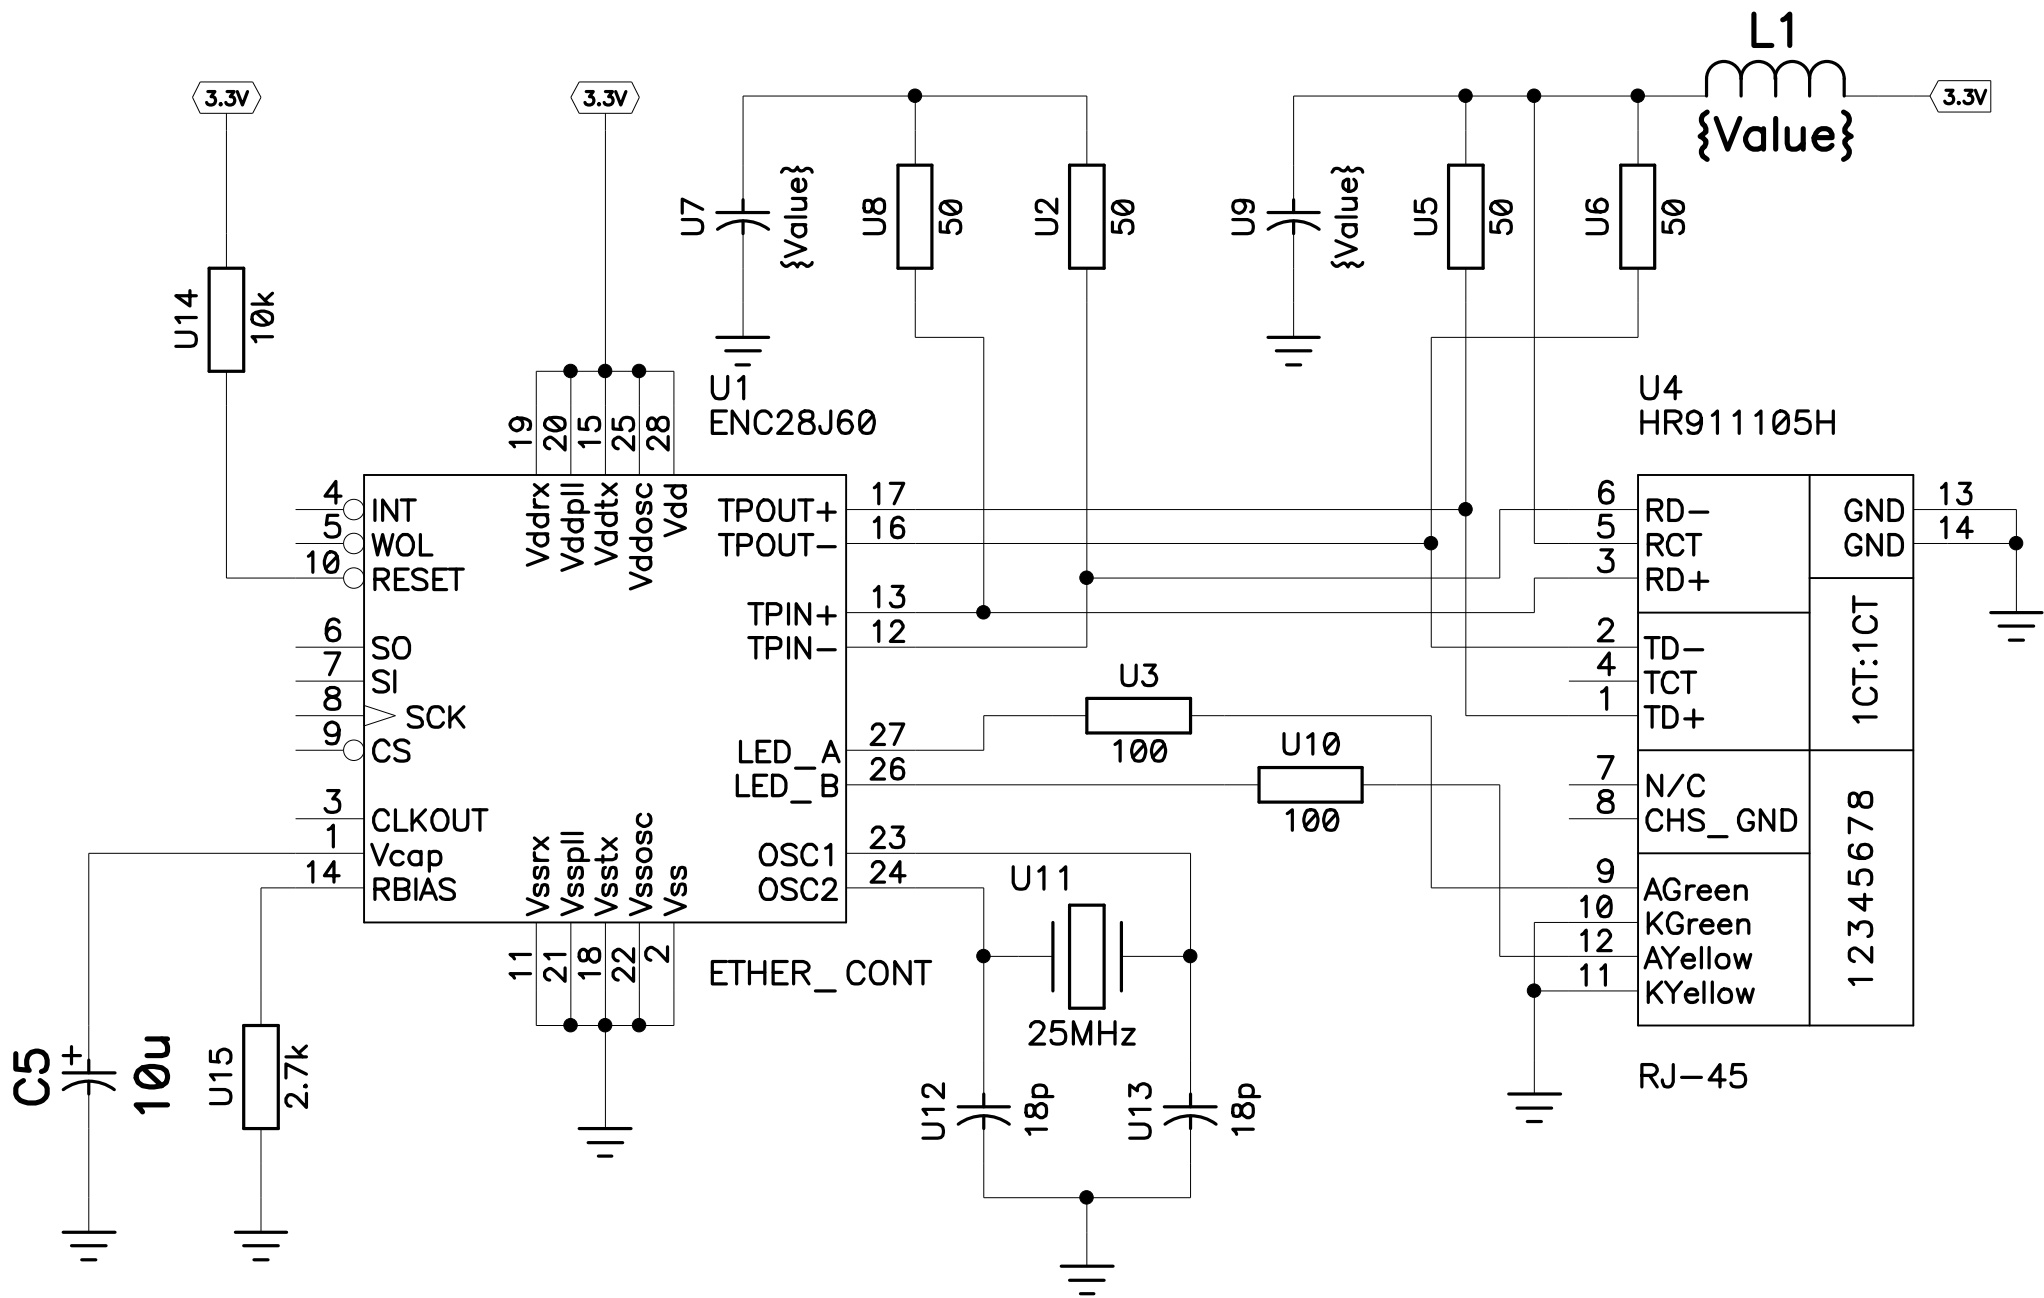 L1
{Value}
3.3V
3.3V
3.3V
U7
{Value}
U8
50
U2
50
U9
{Value}
U5
50
U6
50
U14
10k
U1
ENC28J60
U4
HR911105H
19
20
15
25
28
Vddrx
Vddpll
Vddtx
Vddosc
Vdd
4
INT
5
WOL
10
RESET
6
SO
7
SI
8
SCK
9
CS
3
CLKOUT
1
Vcap
14
RBIAS
TPOUT+
17
TPOUT-
16
TPIN+
13
TPIN-
12
LED_A
27
LED_B
26
OSC1
23
OSC2
24
Vssrx
Vsspll
Vsstx
Vssosc
Vss
11
21
18
22
2
ETHER_CONT
U3
100
U10
100
U11
25MHz
U12
18p
U13
18p
C5
+
10u
U15
2.7k
6
RD-
5
RCT
3
RD+
2
TD-
4
TCT
1
TD+
7
N/C
8
CHS_GND
9
AGreen
10
KGreen
12
AYellow
11
KYellow
GND
13
GND
14
1CT:1CT
12345678
RJ-45